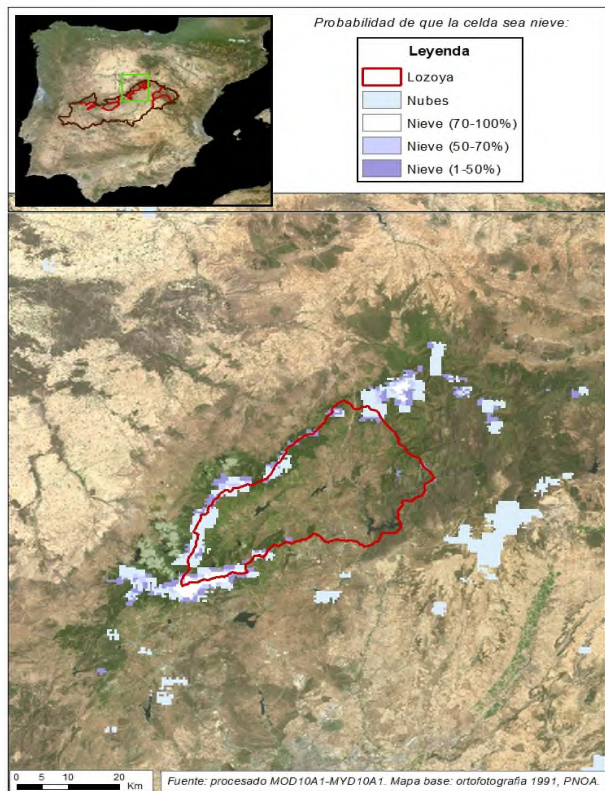 Probabilidad de que la celda sea nieve:
Leyenda
Lozoya
Nubes
Nieve (70-100%)
Nieve (50-70%)
Nieve (1-50%)
0 5 10 20
Km
Fuente: procesado MOD10A1-MYD10A1. Mapa base: ortofotografia 1991, PNOA.